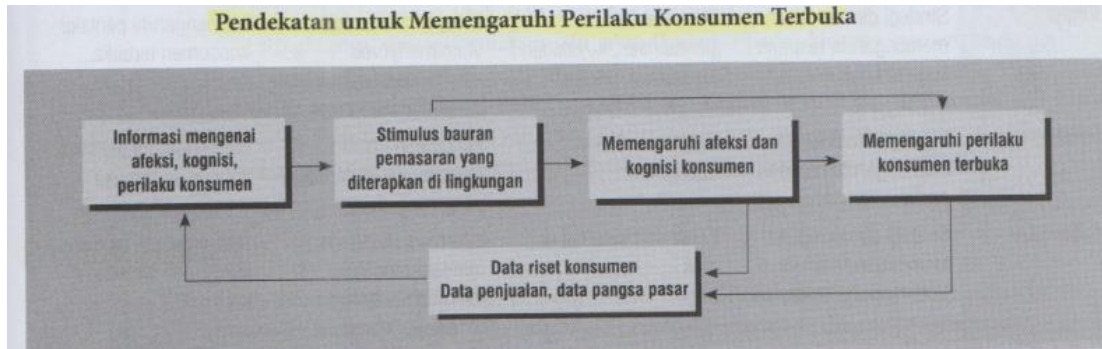 Pendekatan untuk Memengaruhi Perilaku Konsumen Terbuka
Informasi mengenai
afeksi, kognisi,
perilaku konsumen
Stimulus bauran
pemasaran yang
diterapkan di lingkungan
Memengaruhi afeksi dan
kognisi konsumen
Memengaruhi perilaku
konsumen terbuka
Data riset konsumen
Data penjualan, data pangsa pasar